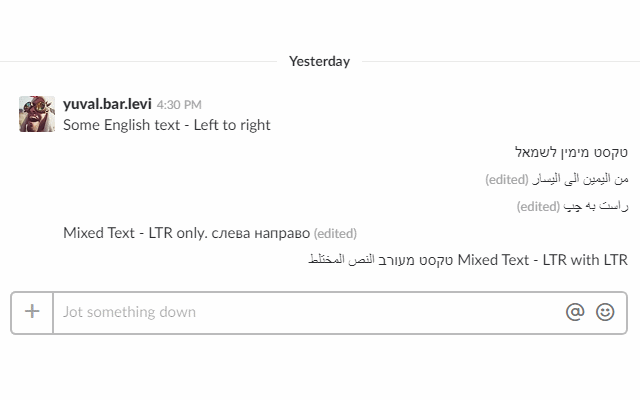 Yesterday
yuval.bar.levi 4:30 PM
Some English text - Left to right
טקסט מימין לשמאל
من اليمين الى اليسار (edited)
راست به چپ (edited)
Mixed Text - LTR only. слева направо (edited)
Mixed Text - LTR with LTR טקסט מעורב النص المختلط
Jot something down